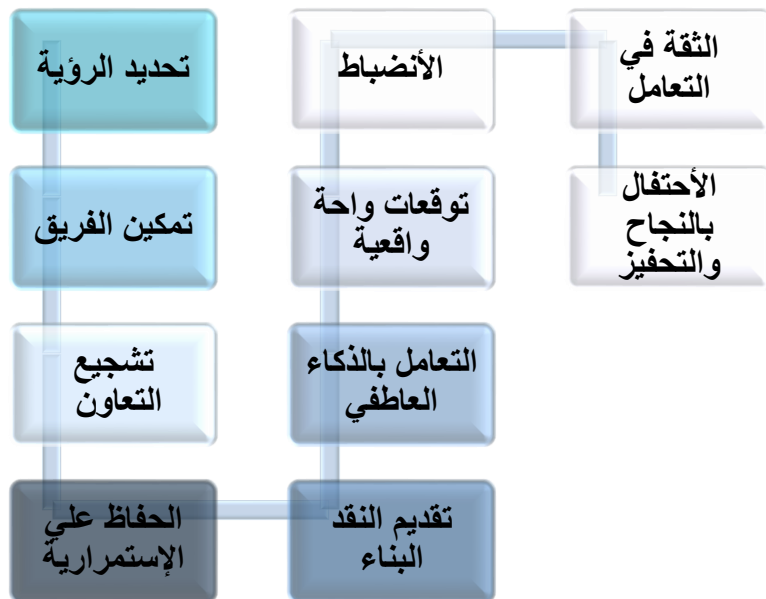 تحديد الرؤية
تمكين الفريق
تشجيع
التعاون
الحفاظ علي
الإستمرارية
تقديم النقد
البناء
التعامل بالذكاء
العاطفي
توقعات واحة
واقعية
الأنضباط
الثقة في
التعامل
الأحتفال
بالنجاح
والتحفيز